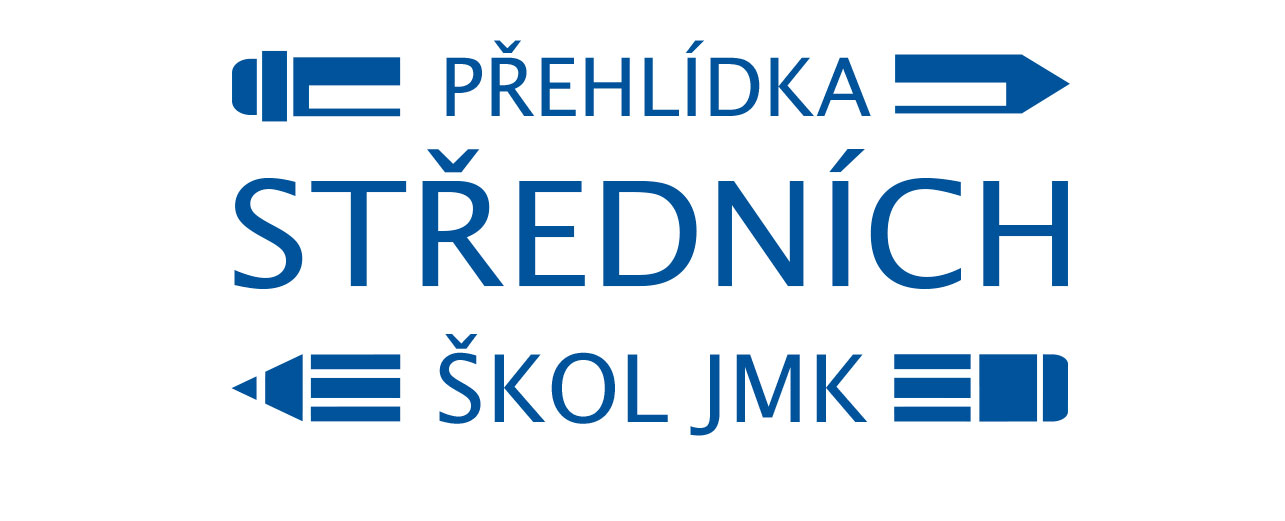 PŘEHLÍDKA
STŘEDNÍCH
ŠKOL JMK